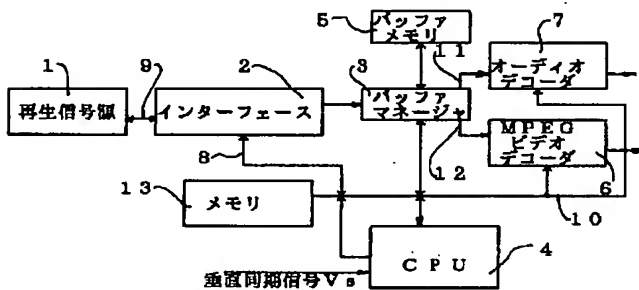 5
バッファ
メモリ
11
7
オーディオ
デコーダ
1
再生信号源
9
2
インターフェース
3
バッファ
マネージャ
12
MPEG
ビデオ
デコーダ
6
8
13
メモリ
10
CPU
4
垂直同期信号Vs